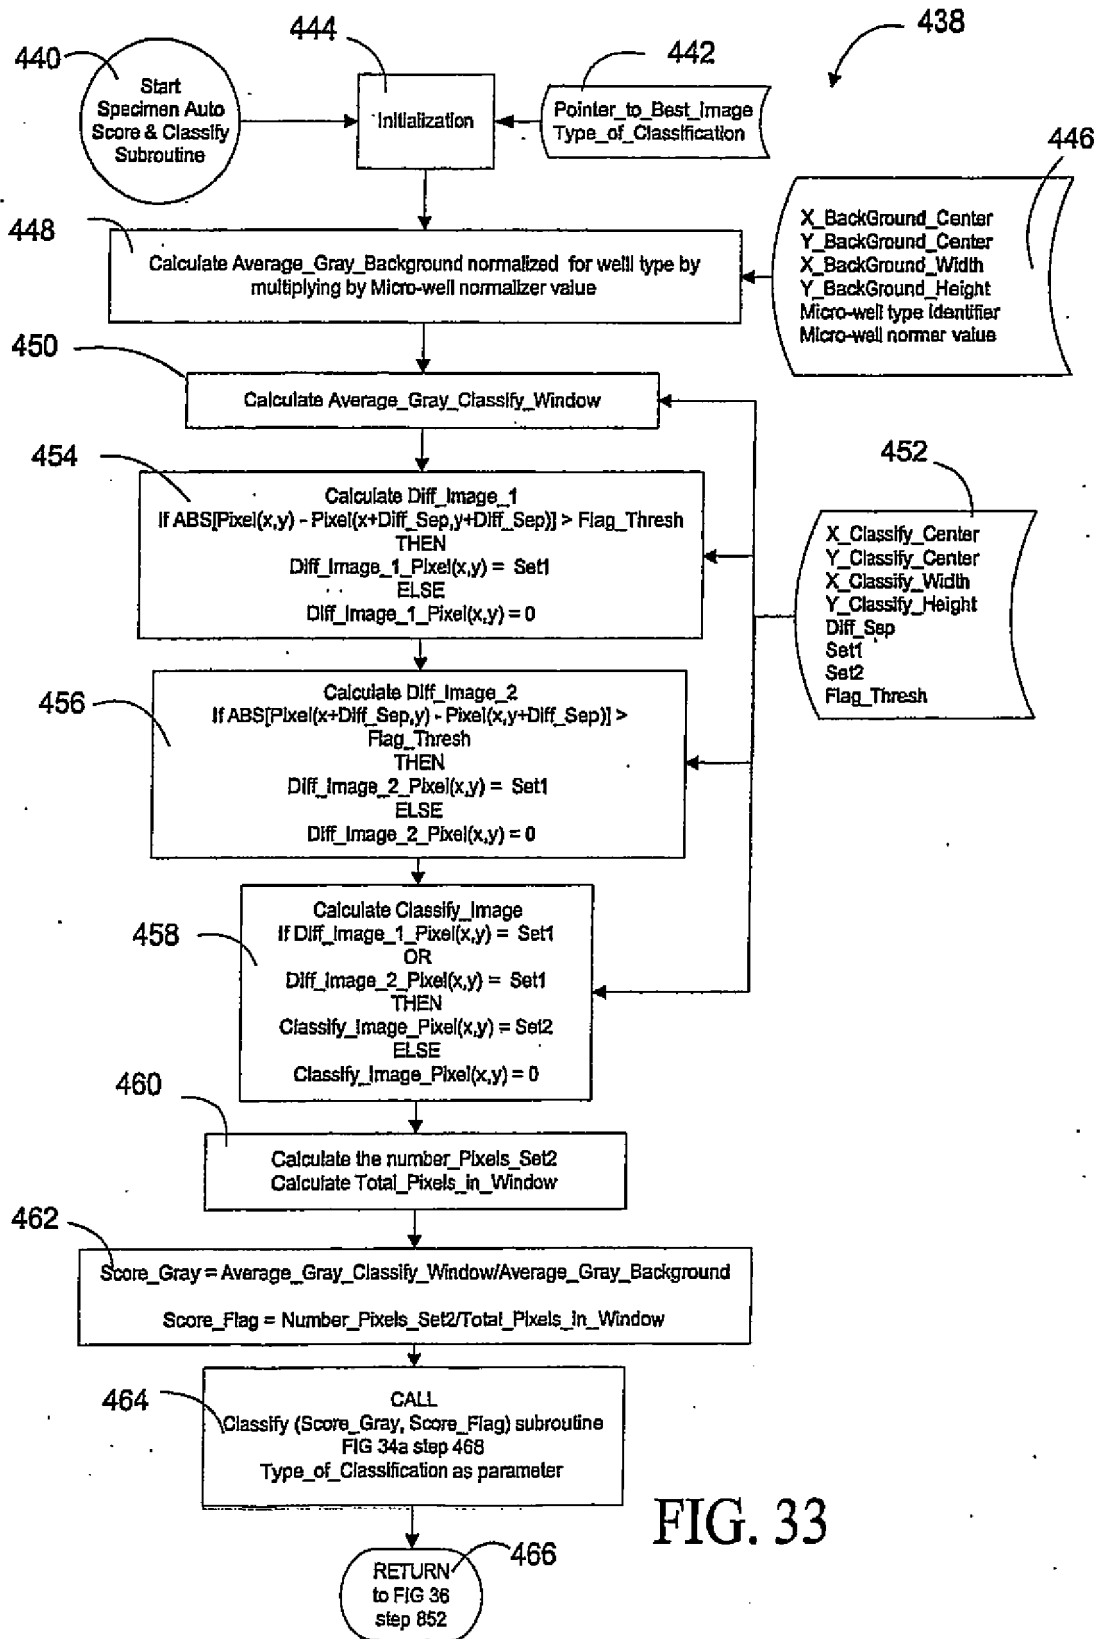 438
440
444
442
Start
Specimen Auto
Score & Classify
Subroutine
Initialization
Pointer_to_Best_Image
Type_of_Classification
446
X_BackGround_Center
Y_BackGround_Center
X_BackGround_Width
Y_BackGround_Height
Micro-well type identifier
Micro-well normer value
448
Calculate Average_Gray_Background normalized for welll type by
multiplying by Micro-well normalizer value
450
Calculate Average_Gray_Classify_Window
452
X_Classify_Center
Y_Classify_Center
X_Classify_Width
Y_Classify_Height
Diff_Sep
Set1
Set2
Flag_Thresh
454
Calculate Diff_Image_1
If ABS[Pixel(x,y) - Pixel(x+Diff_Sep,y+Diff_Sep)] > Flag_Thresh
THEN
Diff_Image_1_Pixel(x,y) = Set1
ELSE
Diff_Image_1_Pixel(x,y) = 0
456
Calculate Diff_Image_2
If ABS[Pixel(x+Diff_Sep,y) - Pixel(x,y+Diff_Sep)] >
Flag_Thresh
THEN
Diff_Image_2_Pixel(x,y) = Set1
ELSE
Diff_Image_2_Pixel(x,y) = 0
458
Calculate Classify_Image
If Diff_Image_1_Pixel(x,y) = Set1
OR
Diff_Image_2_Pixel(x,y) = Set1
THEN
Classify_Image_Pixel(x,y) = Set2
ELSE
Classify_Image_Pixel(x,y) = 0
460
Calculate the number_Pixels_Set2
Calculate Total_Pixels_in_Window
462
Score_Gray = Average_Gray_Classify_Window/Average_Gray_Background
Score_Flag = Number_Pixels_Set2/Total_Pixels_in_Window
464
CALL
Classify (Score_Gray, Score_Flag) subroutine
FIG 34a step 468
Type_of_Classification as parameter
466
RETURN
to FIG 36
step 852
FIG. 33